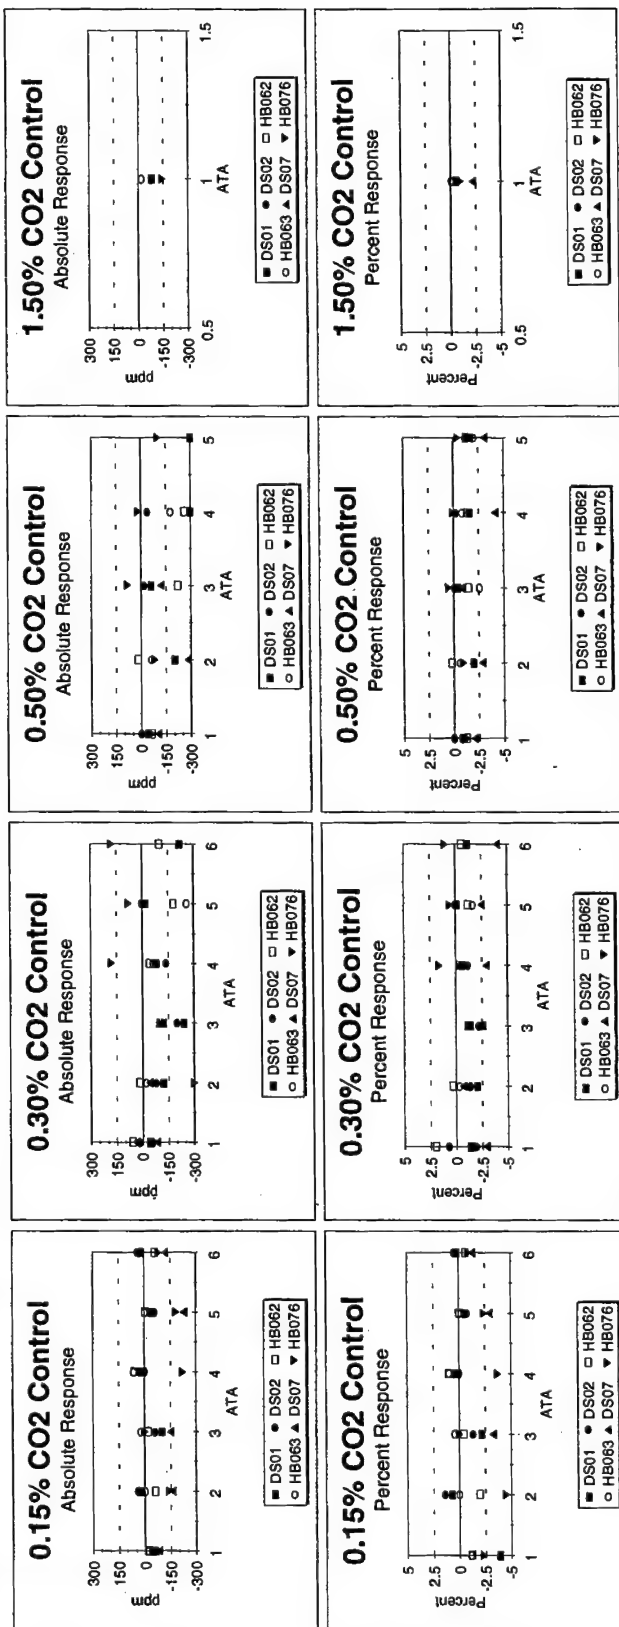 0.15% CO2 Control
Absolute Response
300
150
0
-150
-300
ppm
1 2 3 4 5 6
ATA
■ DS01 ● DS02 □ HB062
○ HB063 ▲ DS07 ▼ HB076
0.30% CO2 Control
Absolute Response
300
150
0
-150
-300
ppm
1 2 3 4 5 6
ATA
■ DS01 ● DS02 □ HB062
○ HB063 ▲ DS07 ▼ HB076
0.50% CO2 Control
Absolute Response
300
150
0
-150
-300
ppm
1 2 3 4 5
ATA
■ DS01 ● DS02 □ HB062
○ HB063 ▲ DS07 ▼ HB076
1.50% CO2 Control
Absolute Response
300
150
0
-150
-300
ppm
0.5 1 1.5
ATA
■ DS01 ● DS02 □ HB062
○ HB063 ▲ DS07 ▼ HB076
0.15% CO2 Control
Percent Response
5
2.5
0
-2.5
-5
Percent
1 2 3 4 5 6
ATA
■ DS01 ● DS02 □ HB062
○ HB063 ▲ DS07 ▼ HB076
0.30% CO2 Control
Percent Response
5
2.5
0
-2.5
-5
Percent
1 2 3 4 5 6
ATA
■ DS01 ● DS02 □ HB062
○ HB063 ▲ DS07 ▼ HB076
0.50% CO2 Control
Percent Response
5
2.5
0
-2.5
-5
Percent
1 2 3 4 5
ATA
■ DS01 ● DS02 □ HB062
○ HB063 ▲ DS07 ▼ HB076
1.50% CO2 Control
Percent Response
5
2.5
0
-2.5
-5
Percent
0.5 1 1.5
ATA
■ DS01 ● DS02 □ HB062
○ HB063 ▲ DS07 ▼ HB076